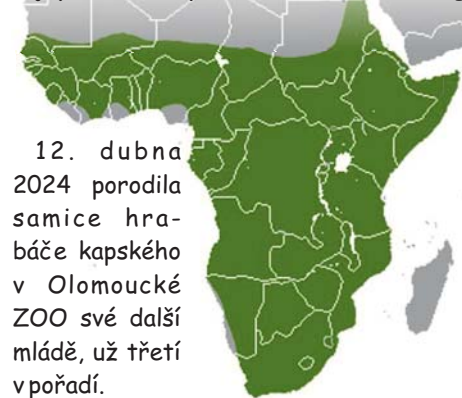 12. dubna
2024 porodila
samice hra-
báče kapského
v Olomoucké
ZOO své další
mládě, už třetí
v pořadí.